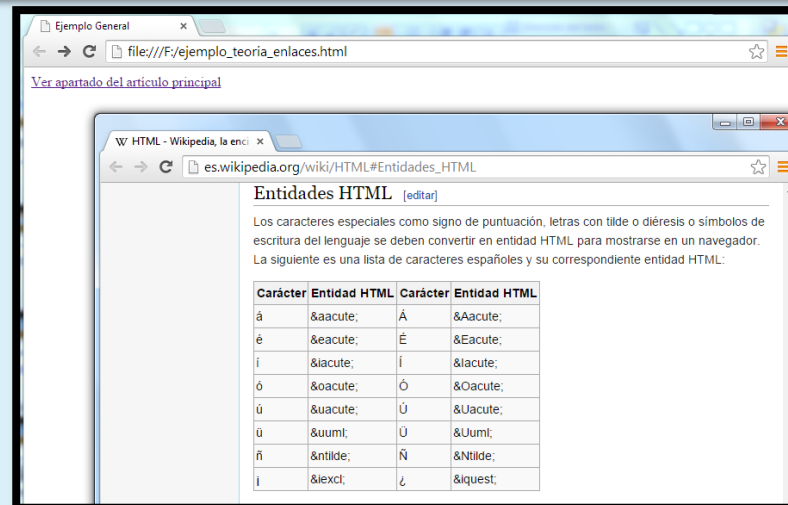 Ejemplo General
file:///F:/ejemplo_teoria_enlaces.html
Ver apartado del artículo principal
W HTML - Wikipedia, la enci
es.wikipedia.org/wiki/HTML#Entidades_HTML
Entidades HTML [editar]
Los caracteres especiales como signo de puntuación, letras con tilde o diéresis o símbolos de
escritura del lenguaje se deben convertir en entidad HTML para mostrarse en un navegador.
La siguiente es una lista de caracteres españoles y su correspondiente entidad HTML:
Carácter Entidad HTML Carácter Entidad HTML
á &aacute; Á &Aacute;
é &eacute; É &Eacute;
í &iacute; Í &Iacute;
ó &oacute; Ó &Oacute;
ú &uacute; Ú &Uacute;
ü &uuml; Ü &Uuml;
ñ &ntilde; Ñ &Ntilde;
¡ &iexcl; ¿ &iquest;